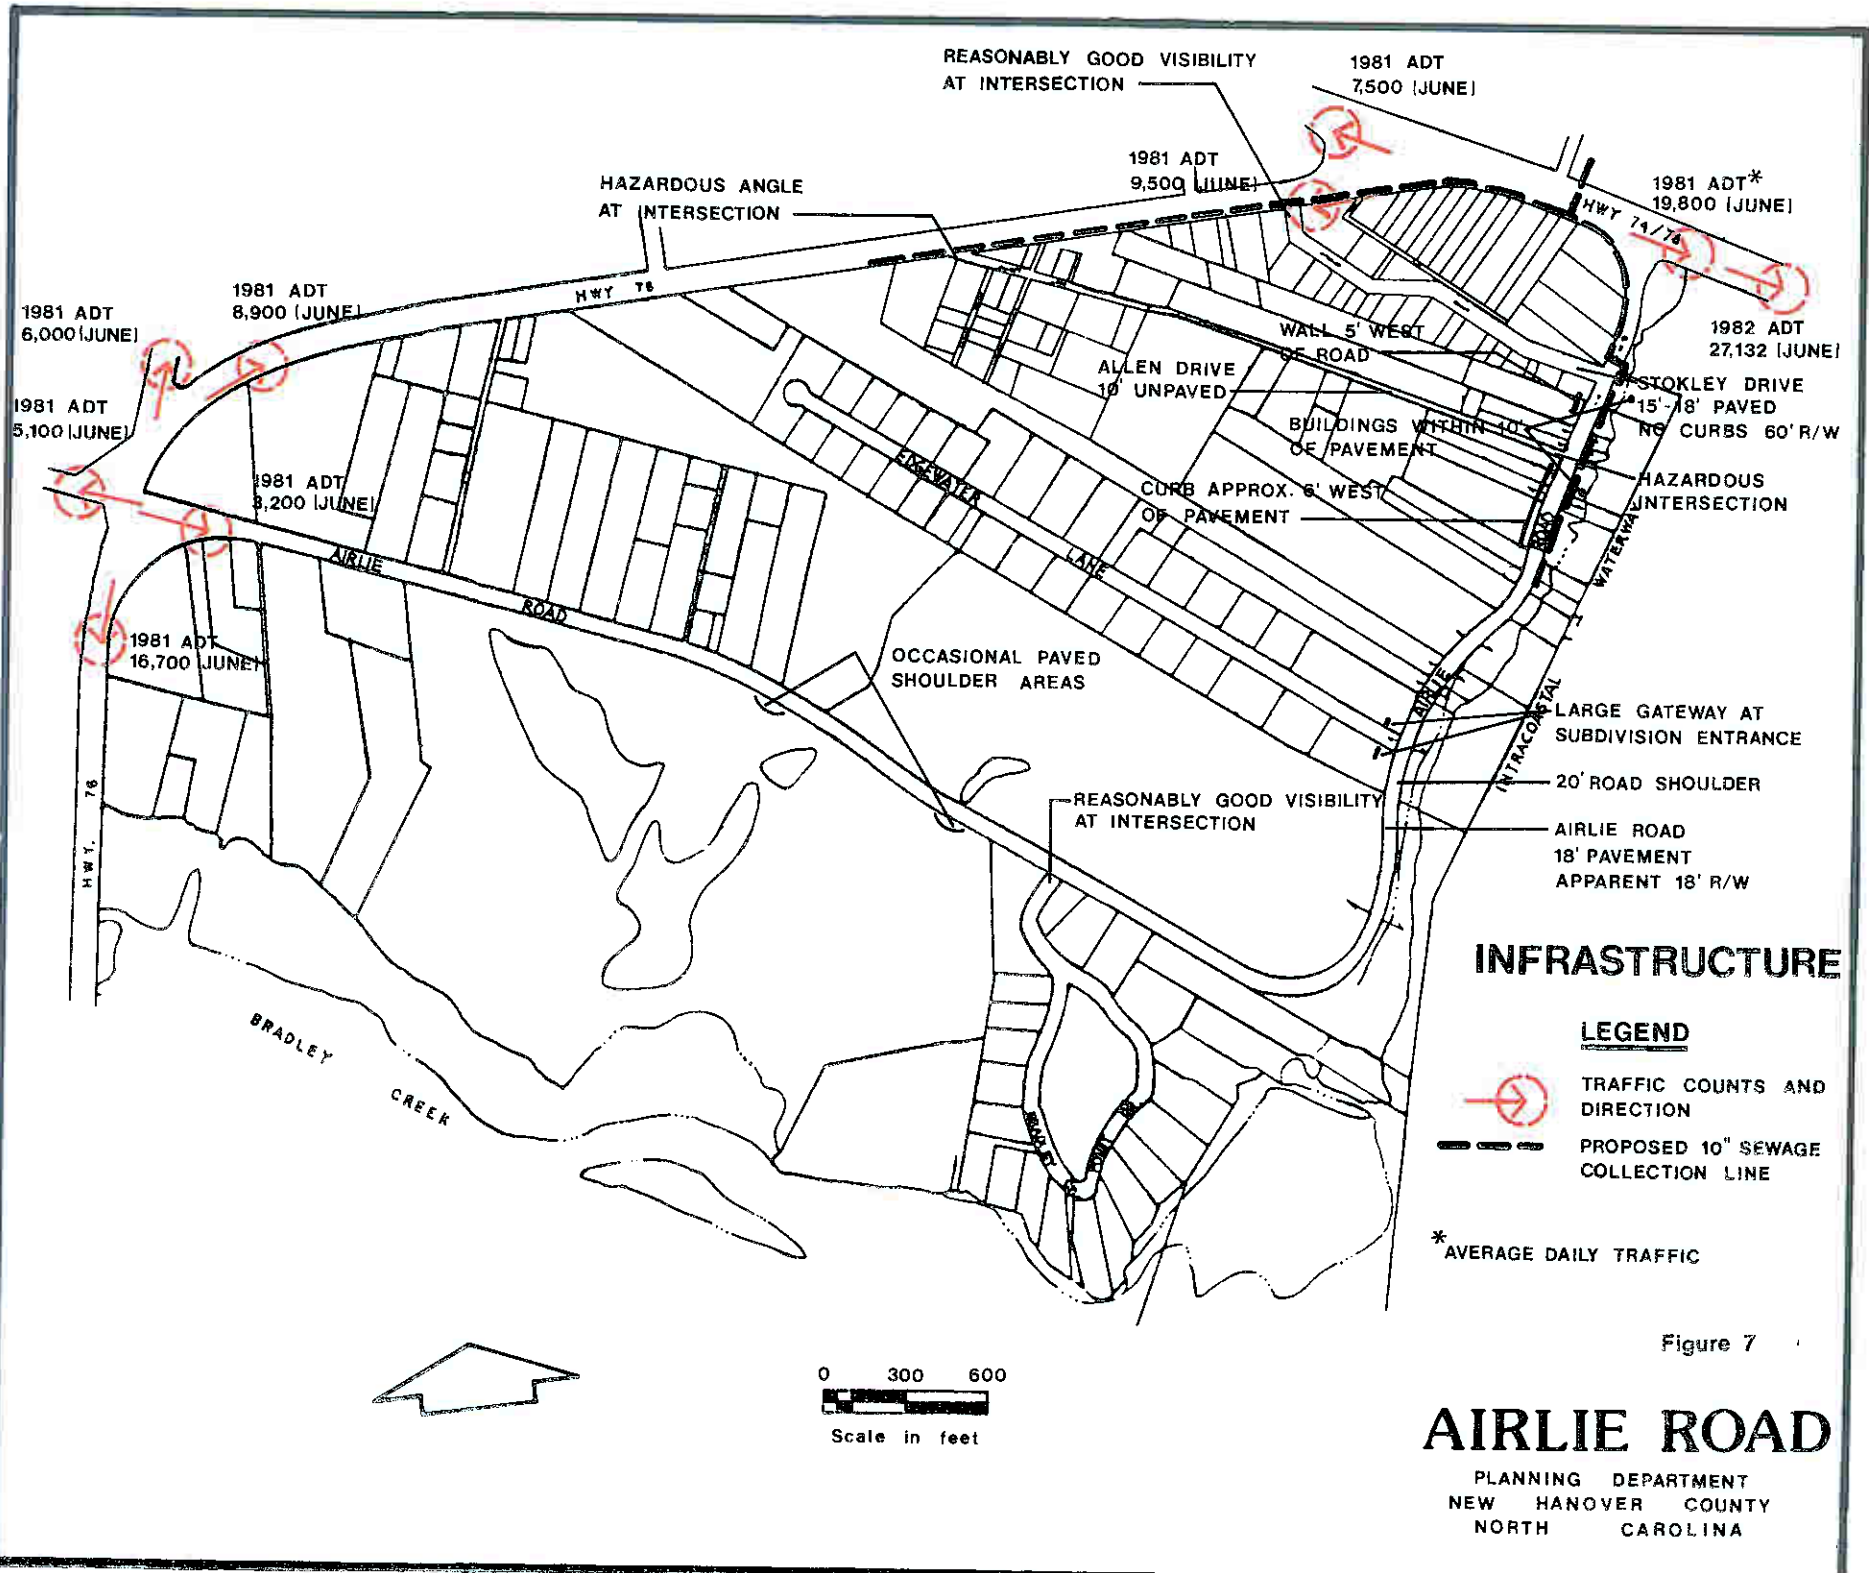 REASONABLY GOOD VISIBILITY
AT INTERSECTION
1981 ADT
7,500 (JUNE)
1981 ADT
9,500 (JUNE)
HAZARDOUS ANGLE
AT INTERSECTION
1981 ADT*
19,800 (JUNE)
HWY 74/76
HWY 76
1981 ADT
8,900 (JUNE)
1981 ADT
6,000 (JUNE)
1982 ADT
27,132 (JUNE)
WALL 5' WEST
OF ROAD
ALLEN DRIVE
10' UNPAVED
STOKLEY DRIVE
15'-18' PAVED
NO CURBS 60' R/W
1981 ADT
5,100 (JUNE)
BUILDINGS WITHIN 10'
OF PAVEMENT
EDGEWATER
LANE
CURB APPROX. 6' WEST
OF PAVEMENT
HAZARDOUS
INTERSECTION
1981 ADT
3,200 (JUNE)
AIRLIE
ROAD
ROAD
AIRLIE
INTRACOASTAL
WATERWAY
1981 ADT
16,700 (JUNE)
OCCASIONAL PAVED
SHOULDER AREAS
LARGE GATEWAY AT
SUBDIVISION ENTRANCE
20' ROAD SHOULDER
REASONABLY GOOD VISIBILITY
AT INTERSECTION
AIRLIE ROAD
18' PAVEMENT
APPARENT 18' R/W
HWY. 76
BRADLEY
CREEK
BRADLEY
POINT
INFRASTRUCTURE
LEGEND
TRAFFIC COUNTS AND
DIRECTION
PROPOSED 10" SEWAGE
COLLECTION LINE
*AVERAGE DAILY TRAFFIC
Figure 7
0 300 600
Scale in feet
AIRLIE ROAD
PLANNING DEPARTMENT
NEW HANOVER COUNTY
NORTH CAROLINA